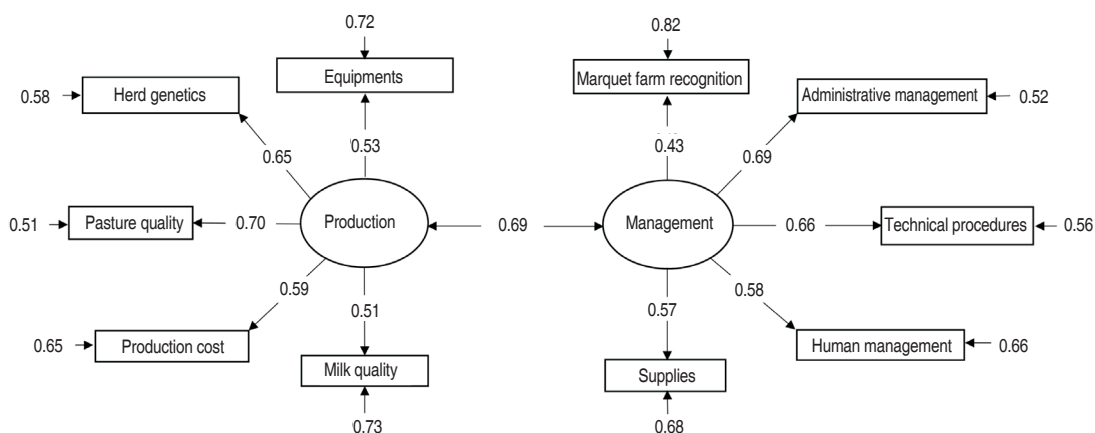 0.72
0.82
Equipments
Marquet farm recognition
0.58
Herd genetics
Administrative management
0.52
0.65
0.53
0.43
0.69
0.51
Pasture quality
0.70
Production
0.69
Management
0.66
Technical procedures
0.56
0.59
0.51
0.57
0.58
0.65
Production cost
Human management
0.66
Milk quality
Supplies
0.73
0.68